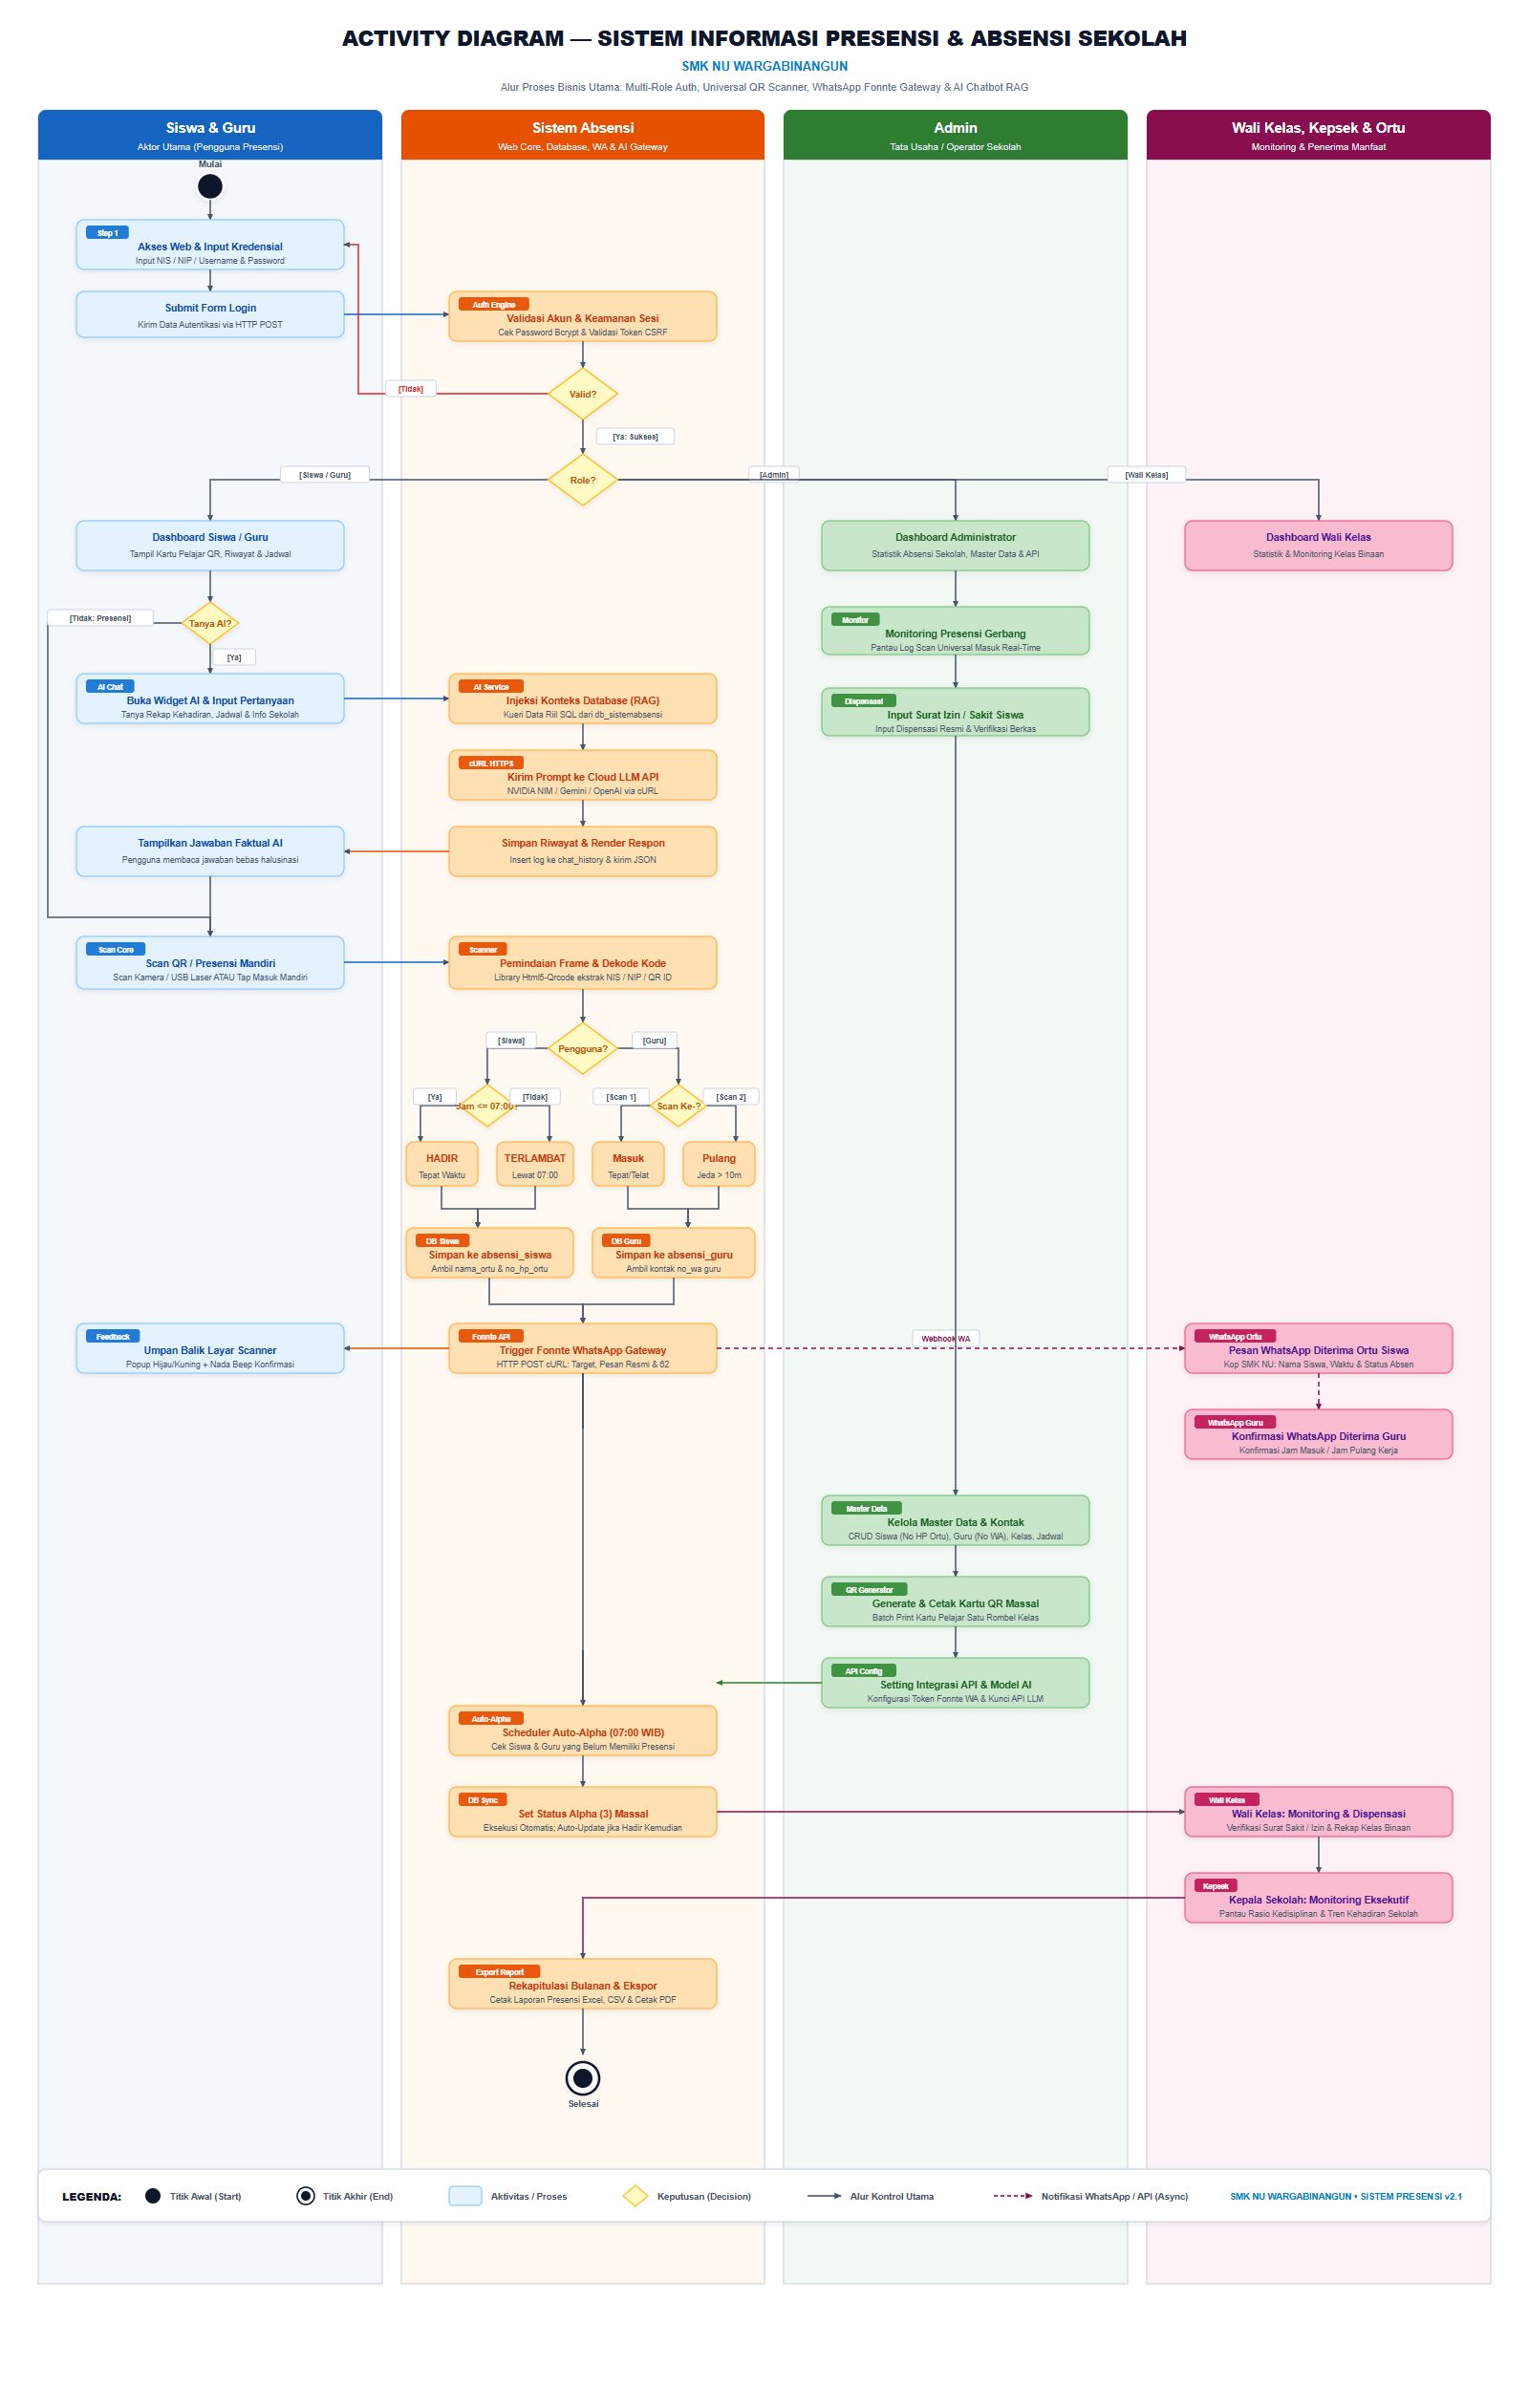 ACTIVITY DIAGRAM — SISTEM INFORMASI PRESENSI & ABSENSI SEKOLAH
SMK NU WARGABINANGUN
Alur Proses Bisnis Utama: Multi-Role Auth, Universal QR Scanner, WhatsApp Fonnte Gateway & AI Chatbot RAG
Siswa & Guru
Aktor Utama (Pengguna Presensi)
Sistem Absensi
Web Core, Database, WA & AI Gateway
Admin
Tata Usaha / Operator Sekolah
Wali Kelas, Kepsek & Ortu
Monitoring & Penerima Manfaat
Mulai
Step 1
Akses Web & Input Kredensial
Input NIS / NIP / Username & Password
Submit Form Login
Kirim Data Autentikasi via HTTP POST
Auth Engine
Validasi Akun & Keamanan Sesi
Cek Password Bcrypt & Validasi Token CSRF
[Tidak]
Valid?
[Ya: Sukses]
[Siswa / Guru]
Role?
[Admin]
[Wali Kelas]
Dashboard Siswa / Guru
Tampil Kartu Pelajar QR, Riwayat & Jadwal
Dashboard Administrator
Statistik Absensi Sekolah, Master Data & API
Dashboard Wali Kelas
Statistik & Monitoring Kelas Binaan
[Tidak: Presensi]
Tanya AI?
[Ya]
Monitor
Monitoring Presensi Gerbang
Pantau Log Scan Universal Masuk Real-Time
AI Chat
Buka Widget AI & Input Pertanyaan
Tanya Rekap Kehadiran, Jadwal & Info Sekolah
AI Service
Injeksi Konteks Database (RAG)
Kueri Data Riil SQL dari db_sistemabsensi
Dispensasi
Input Surat Izin / Sakit Siswa
Input Dispensasi Resmi & Verifikasi Berkas
cURL HTTPS
Kirim Prompt ke Cloud LLM API
NVIDIA NIM / Gemini / OpenAI via cURL
Tampilkan Jawaban Faktual AI
Pengguna membaca jawaban bebas halusinasi
Simpan Riwayat & Render Respon
Insert log ke chat_history & kirim JSON
Scan Core
Scan QR / Presensi Mandiri
Scan Kamera / USB Laser ATAU Tap Masuk Mandiri
Scanner
Pemindaian Frame & Dekode Kode
Library Html5-Qrcode ekstrak NIS / NIP / QR ID
[Siswa]
Pengguna?
[Guru]
[Ya]
Jam <= 07:00?
[Tidak]
[Scan 1]
Scan Ke-?
[Scan 2]
HADIR
Tepat Waktu
TERLAMBAT
Lewat 07:00
Masuk
Tepat/Telat
Pulang
Jeda > 10m
DB Siswa
Simpan ke absensi_siswa
Ambil nama_ortu & no_hp_ortu
DB Guru
Simpan ke absensi_guru
Ambil kontak no_wa guru
Feedback
Umpan Balik Layar Scanner
Popup Hijau/Kuning + Nada Beep Konfirmasi
Fonnte API
Trigger Fonnte WhatsApp Gateway
HTTP POST cURL: Target, Pesan Resmi & 62
Webhook WA
WhatsApp Ortu
Pesan WhatsApp Diterima Ortu Siswa
Kop SMK NU: Nama Siswa, Waktu & Status Absen
WhatsApp Guru
Konfirmasi WhatsApp Diterima Guru
Konfirmasi Jam Masuk / Jam Pulang Kerja
Master Data
Kelola Master Data & Kontak
CRUD Siswa (No HP Ortu), Guru (No WA), Kelas, Jadwal
QR Generator
Generate & Cetak Kartu QR Massal
Batch Print Kartu Pelajar Satu Rombel Kelas
API Config
Setting Integrasi API & Model AI
Konfigurasi Token Fonnte WA & Kunci API LLM
Auto-Alpha
Scheduler Auto-Alpha (07:00 WIB)
Cek Siswa & Guru yang Belum Memiliki Presensi
DB Sync
Set Status Alpha (3) Massal
Eksekusi Otomatis; Auto-Update jika Hadir Kemudian
Wali Kelas
Wali Kelas: Monitoring & Dispensasi
Verifikasi Surat Sakit / Izin & Rekap Kelas Binaan
Kepsek
Kepala Sekolah: Monitoring Eksekutif
Pantau Rasio Kedisiplinan & Tren Kehadiran Sekolah
Export Report
Rekapitulasi Bulanan & Ekspor
Cetak Laporan Presensi Excel, CSV & Cetak PDF
Selesai
LEGENDA:
Titik Awal (Start)
Titik Akhir (End)
Aktivitas / Proses
Keputusan (Decision)
Alur Kontrol Utama
Notifikasi WhatsApp / API (Async)
SMK NU WARGABINANGUN • SISTEM PRESENSI v2.1